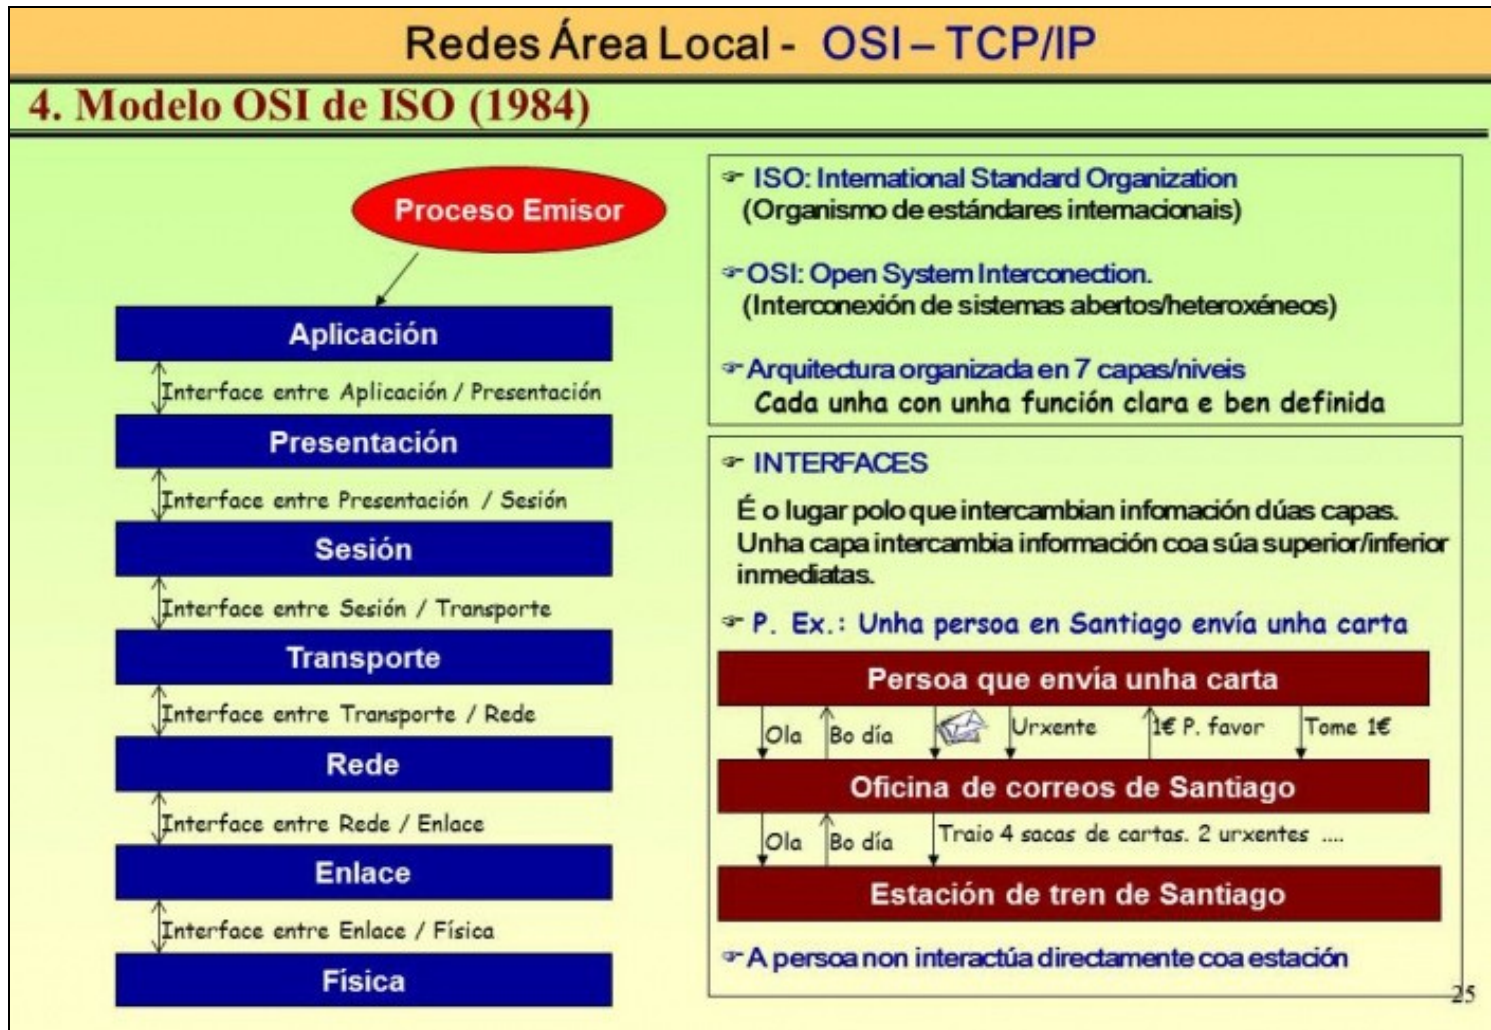 Redes Área Local - OSI – TCP/IP
4. Modelo OSI de ISO (1984)
Proceso Emisor
Aplicación
Interface entre Aplicación / Presentación
Presentación
Interface entre Presentación / Sesión
Sesión
Interface entre Sesión / Transporte
Transporte
Interface entre Transporte / Rede
Rede
Interface entre Rede / Enlace
Enlace
Interface entre Enlace / Física
Física
☞ ISO: International Standard Organization
(Organismo de estándares internacionais)
☞ OSI: Open System Interconection.
(Interconexión de sistemas abertos/heteroxéneos)
☞ Arquitectura organizada en 7 capas/niveis
Cada unha con unha función clara e ben definida
☞ INTERFACES
É o lugar polo que intercambian infomación dúas capas.
Unha capa intercambia información coa súa superior/inferior
inmediatas.
☞ P. Ex.: Unha persoa en Santiago envía unha carta
Persoa que envía unha carta
Ola Bo día Urxente 1€ P. favor Tome 1€
Oficina de correos de Santiago
Ola Bo día Traio 4 sacas de cartas. 2 urxentes ....
Estación de tren de Santiago
☞ A persoa non interactúa directamente coa estación
25